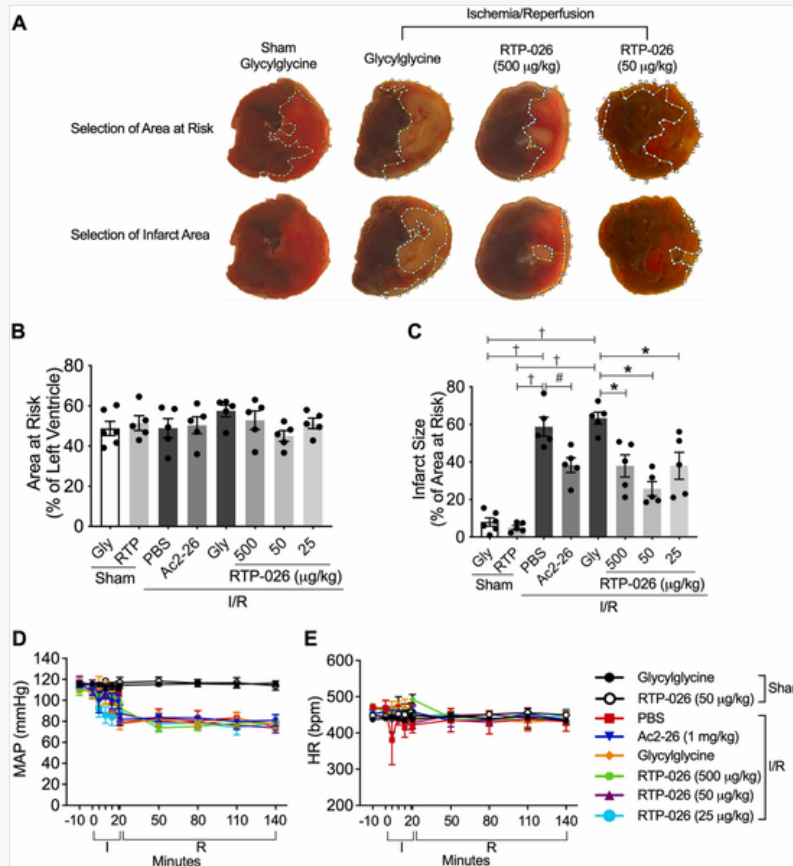 A
Ischemia/Reperfusion
Sham
Glycylglycine
Glycylglycine
RTP-026
(500 μg/kg)
RTP-026
(50 μg/kg)
Selection of Area at Risk
Selection of Infarct Area
B
Area at Risk
(% of Left Ventricle)
80
60
40
20
0
Gly
RTP
PBS
Ac2-26
Gly
500
50
25
Sham
RTP-026 (μg/kg)
I/R
C
Infarct Size
(% of Area at Risk)
80
60
40
20
0
†
†
†
*
*
†
#
*
Gly
RTP
PBS
Ac2-26
Gly
500
50
25
Sham
RTP-026 (μg/kg)
I/R
D
MAP (mmHg)
140
120
100
80
60
40
20
0
-10 0 20 50 80 110 140
I
R
Minutes
E
HR (bpm)
600
500
400
300
200
-10 0 20 50 80 110 140
I
R
Minutes
Glycylglycine
RTP-026 (50 μg/kg)
Sham
PBS
Ac2-26 (1 mg/kg)
Glycylglycine
RTP-026 (500 μg/kg)
RTP-026 (50 μg/kg)
RTP-026 (25 μg/kg)
I/R